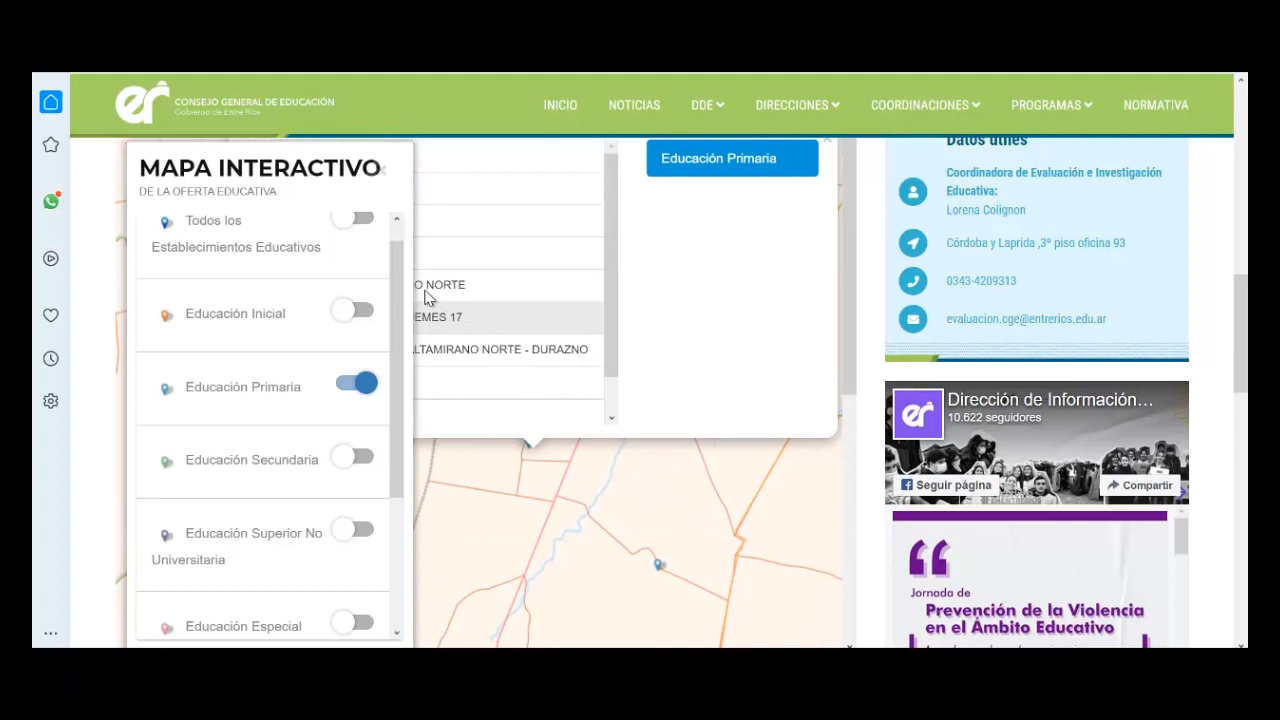 er CONSEJO GENERAL DE EDUCACIÓN
Gobierno de Entre Ríos
INICIO NOTICIAS DDE DIRECCIONES COORDINACIONES PROGRAMAS NORMATIVA
MAPA INTERACTIVO
DE LA OFERTA EDUCATIVA
Todos los
Establecimientos Educativos
Educación Inicial
Educación Primaria
Educación Secundaria
Educación Superior No
Universitaria
Educación Especial
O NORTE
EMES 17
LTAMIRANO NORTE - DURAZNO
Educación Primaria
Datos útiles
Coordinadora de Evaluación e Investigación
Educativa:
Lorena Colignon
Córdoba y Laprida ,3º piso oficina 93
0343-4209313
evaluacion.cge@entrerios.edu.ar
er
Dirección de Información...
10.622 seguidores
Seguir página
Compartir
Jornada de
Prevención de la Violencia
en el Ámbito Educativo